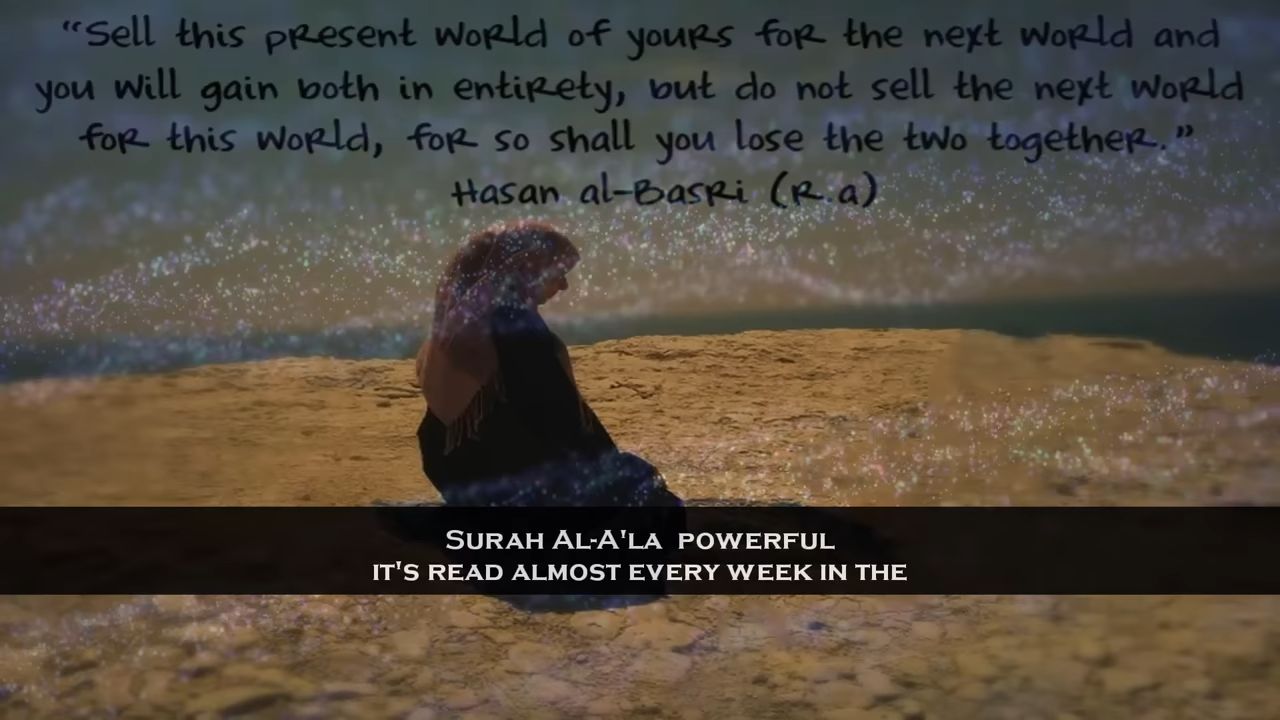 “Sell this present world of yours for the next world and
you will gain both in entirety, but do not sell the next world
for this world, for so shall you lose the two together.”
Hasan al-Basri (R.a)
Surah Al-A'la powerful
it's read almost every week in the